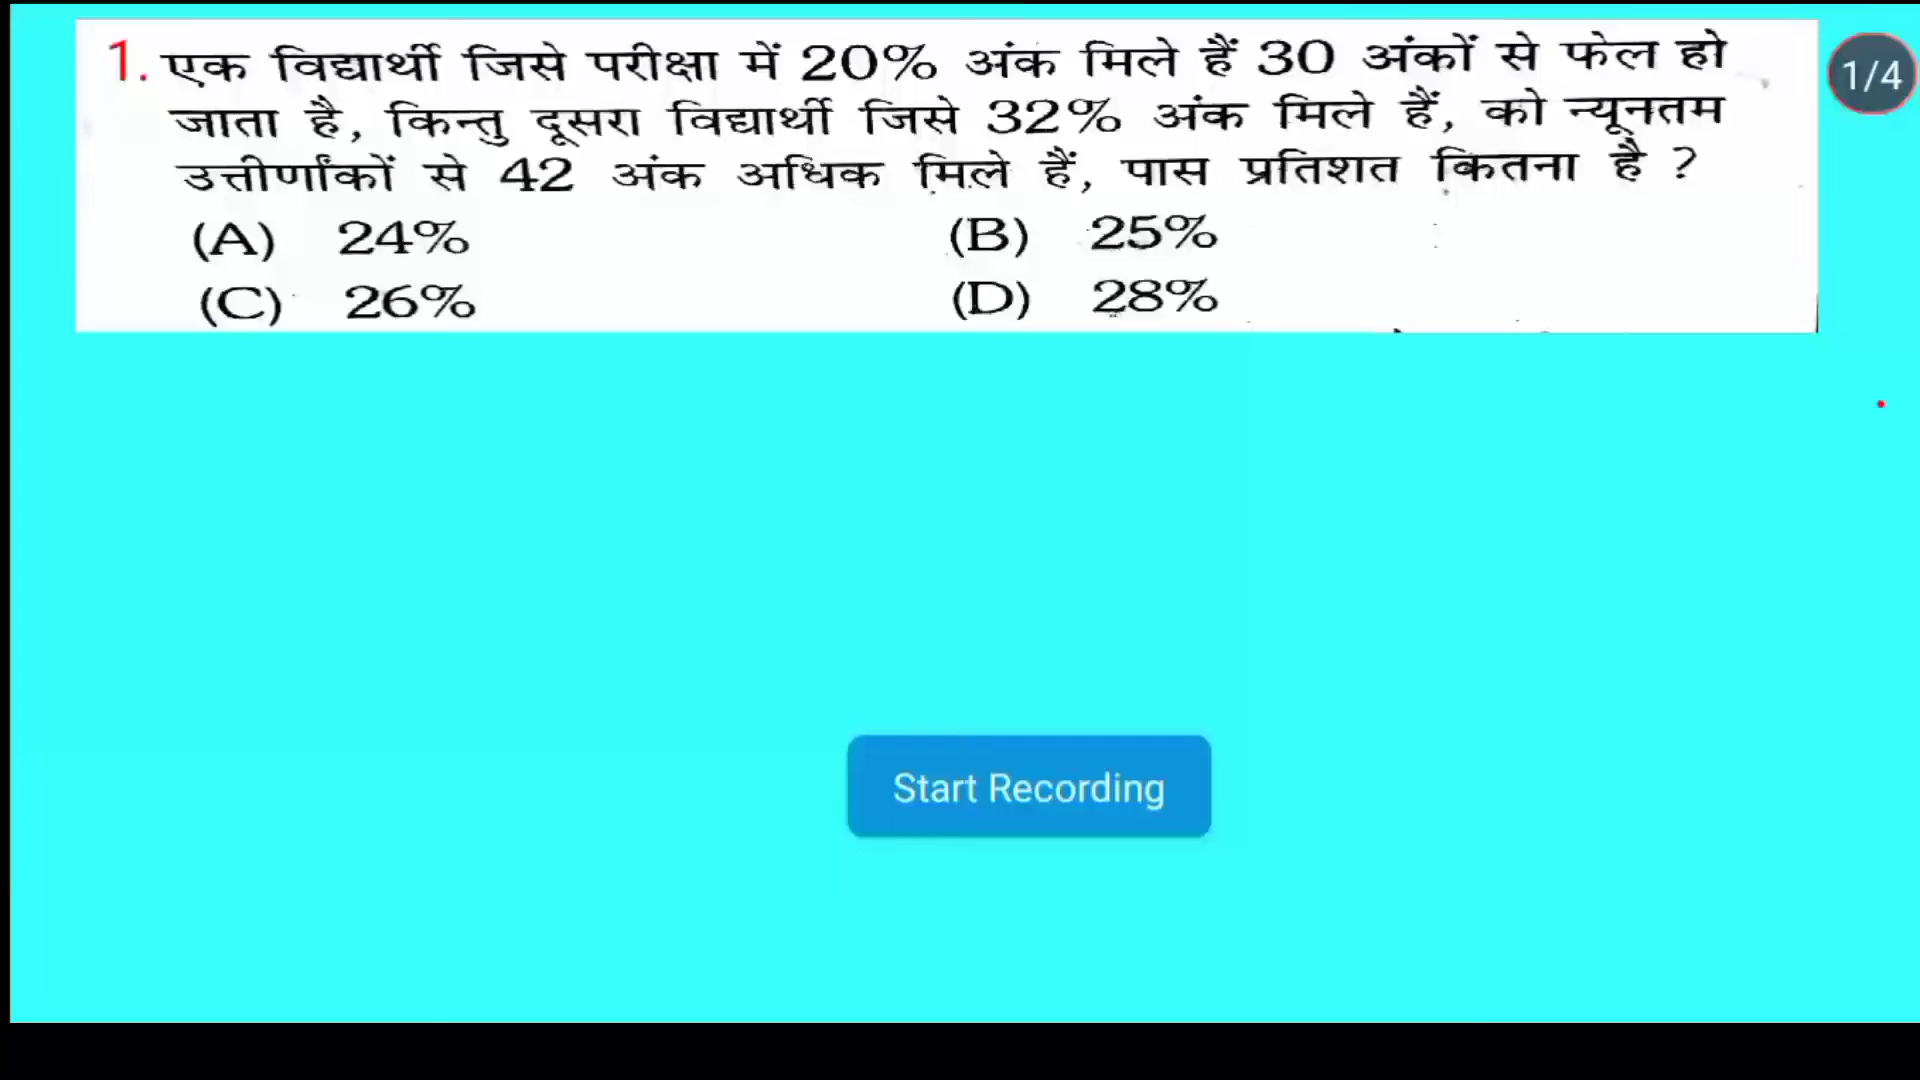 1. एक विद्यार्थी जिसे परीक्षा में 20% अंक मिले हैं 30 अंकों से फेल हो
जाता है, किन्तु दूसरा विद्यार्थी जिसे 32% अंक मिले हैं, को न्यूनतम
उत्तीर्णांकों से 42 अंक अधिक मिले हैं, पास प्रतिशत कितना है ?
(A) 24% (B) 25%
(C) 26% (D) 28%
1/4
Start Recording